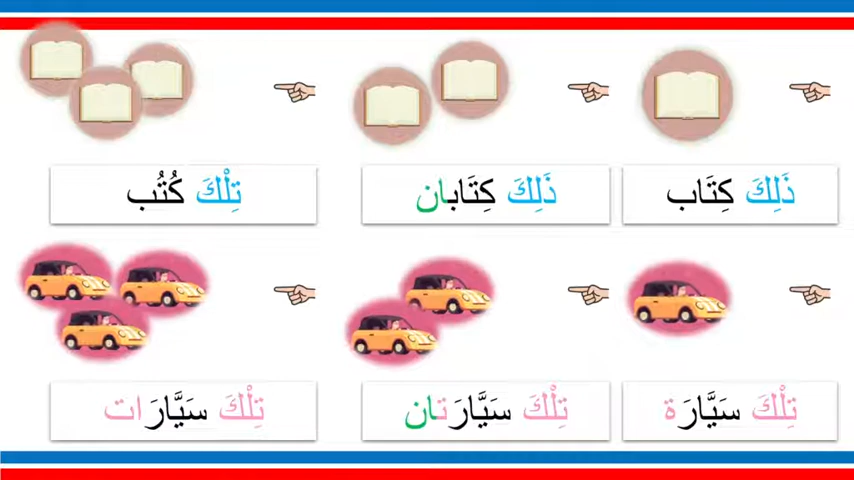 ذَلِكَ كِتَاب
ذَلِكَ كِتَابان
تِلْكَ كُتُب
تِلْكَ سَيَّارَة
تِلْكَ سَيَّارَتان
تِلْكَ سَيَّارَات